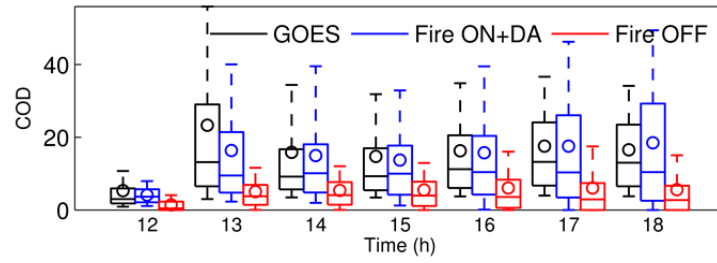 GOES Fire ON+DA Fire OFF
COD
40
20
0
12 13 14 15 16 17 18
Time (h)